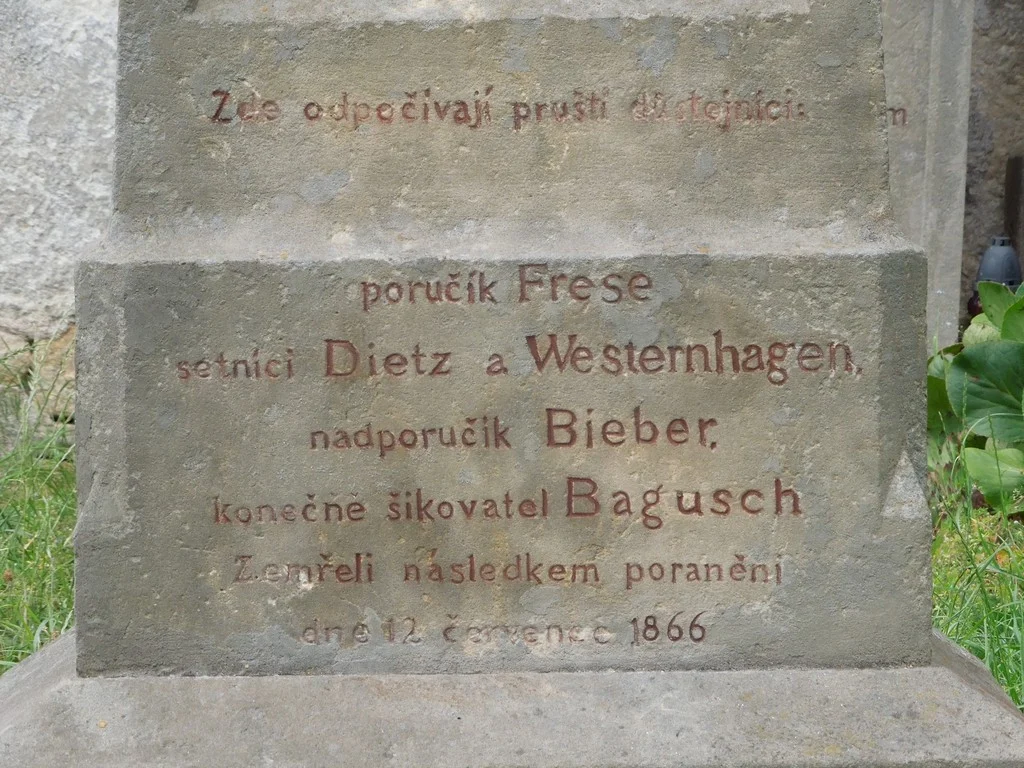 Zde odpočívají pruští důstojníci:
m
poručík Frese
setníci Dietz a Westernhagen,
nadporučík Bieber,
konečně šikovatel Bagusch
Zemřeli následkem poranění
dne 12 červenec 1866